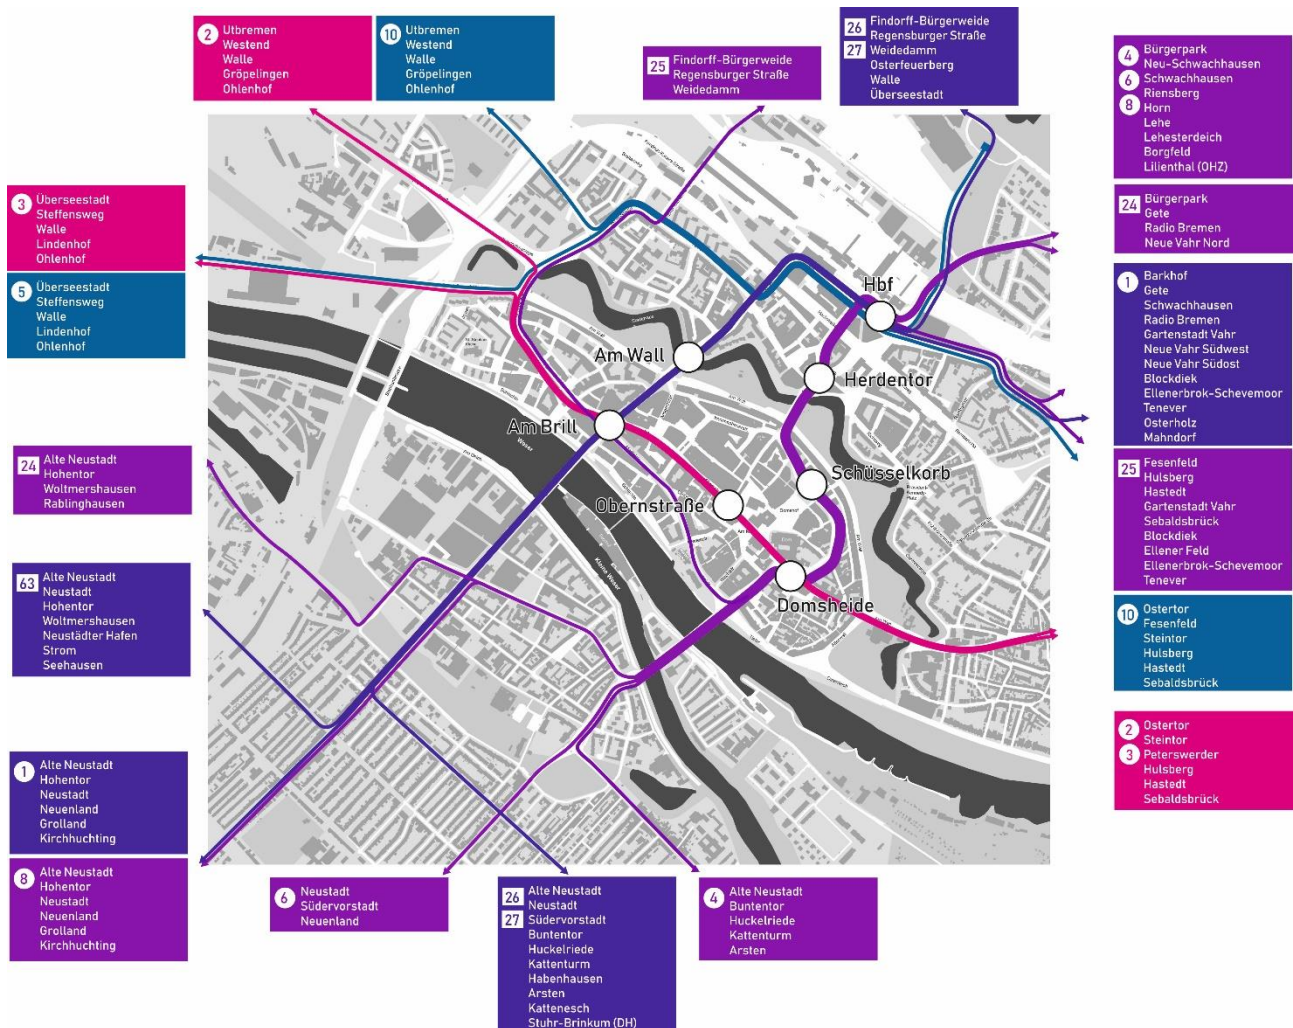 2 Utbremen
Westend
Walle
Gröpelingen
Ohlenhof
10 Utbremen
Westend
Walle
Gröpelingen
Ohlenhof
25 Findorff-Bürgerweide
Regensburger Straße
Weidedamm
26 Findorff-Bürgerweide
Regensburger Straße
27 Weidedamm
Osterfeuerberg
Walle
Überseestadt
4 Bürgerpark
Neu-Schwachhausen
6 Schwachhausen
Riensberg
8 Horn
Lehe
Lehesterdeich
Borgfeld
Lilienthal (OHZ)
24 Bürgerpark
Gete
Radio Bremen
Neue Vahr Nord
1 Barkhof
Gete
Schwachhausen
Radio Bremen
Gartenstadt Vahr
Neue Vahr Südwest
Neue Vahr Südost
Blockdiek
Ellenerbrok-Schevemoor
Tenever
Osterholz
Mahndorf
25 Fesenfeld
Hulsberg
Hastedt
Gartenstadt Vahr
Sebaldsbrück
Blockdiek
Ellener Feld
Ellenerbrok-Schevemoor
Tenever
10 Ostertor
Fesenfeld
Steintor
Hulsberg
Hastedt
Sebaldsbrück
2 Ostertor
Steintor
3 Peterswerder
Hulsberg
Hastedt
Sebaldsbrück
3 Überseestadt
Steffensweg
Walle
Lindenhof
Ohlenhof
5 Überseestadt
Steffensweg
Walle
Lindenhof
Ohlenhof
24 Alte Neustadt
Hohentor
Woltmershausen
Rablinghausen
63 Alte Neustadt
Neustadt
Hohentor
Woltmershausen
Neustädter Hafen
Strom
Seehausen
1 Alte Neustadt
Hohentor
Neustadt
Neuenland
Grolland
Kirchhuchting
8 Alte Neustadt
Hohentor
Neustadt
Neuenland
Grolland
Kirchhuchting
6 Neustadt
Südervorstadt
Neuenland
26 Alte Neustadt
Neustadt
27 Südervorstadt
Buntentor
Huckelriede
Kattenturm
Habenhausen
Arsten
Kattenesch
Stuhr-Brinkum (DH)
4 Alte Neustadt
Buntentor
Huckelriede
Kattenturm
Arsten
Hbf
Am Wall
Herdentor
Am Brill
Schüsselkorb
Obernstraße
Domsheide
Weser
Kleine Weser